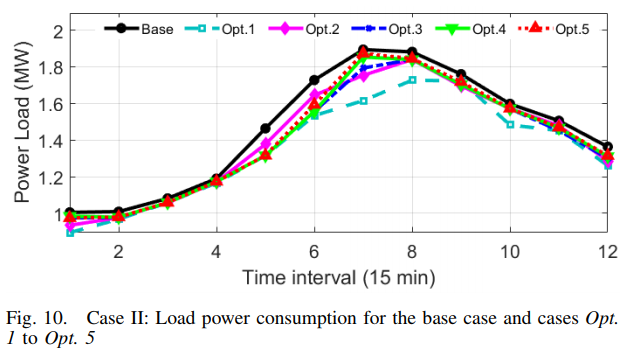 Base Opt.1 Opt.2 Opt.3 Opt.4 Opt.5
Power Load (MW)
2
1.8
1.6
1.4
1.2
1
2 4 6 8 10 12
Time interval (15 min)
Fig. 10. Case II: Load power consumption for the base case and cases Opt.
1 to Opt. 5